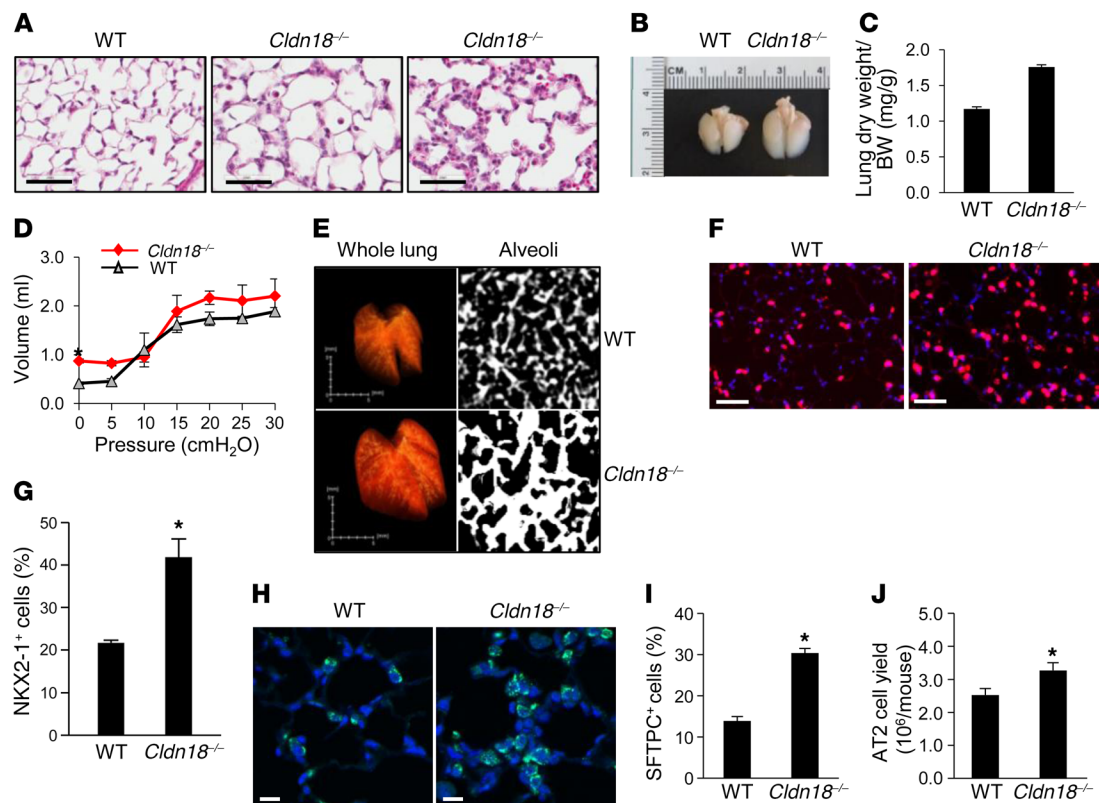 A
WT
Cldn18–/–
Cldn18–/–
B
WT
Cldn18–/–
CM
1
2
3
4
4
3
2
C
Lung dry weight/
BW (mg/g)
2.0
1.5
1.0
0.5
0.0
WT
Cldn18–/–
D
Cldn18–/–
WT
Volume (ml)
3.0
2.0
1.0
0.0
*
0
5
10
15
20
25
30
Pressure (cmH2O)
E
Whole lung
Alveoli
WT
Cldn18–/–
F
WT
Cldn18–/–
G
NKX2-1+ cells (%)
50
40
30
20
10
0
*
WT
Cldn18–/–
H
WT
Cldn18–/–
I
SFTPC+ cells (%)
40
30
20
10
0
*
WT
Cldn18–/–
J
AT2 cell yield
(106/mouse)
5.0
4.0
3.0
2.0
1.0
0.0
*
WT
Cldn18–/–